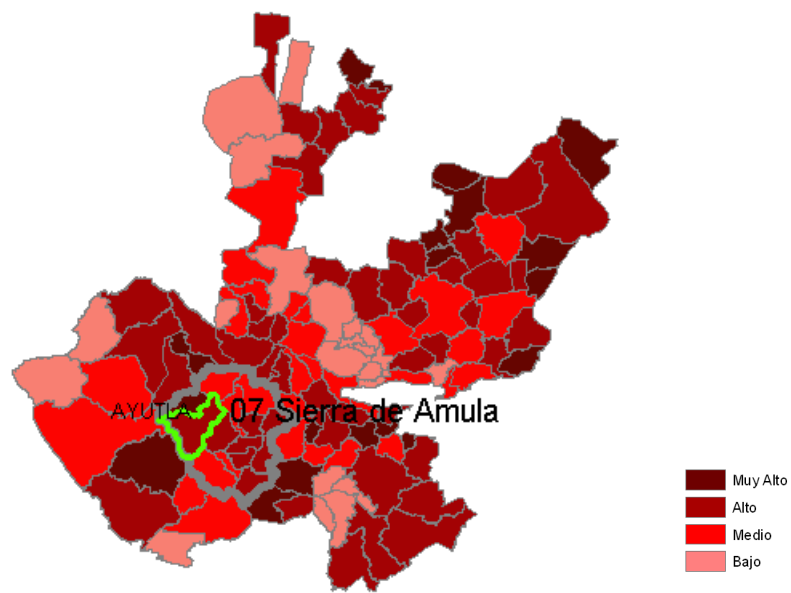 AYUTLA
07 Sierra de Amula
Muy Alto
Alto
Medio
Bajo